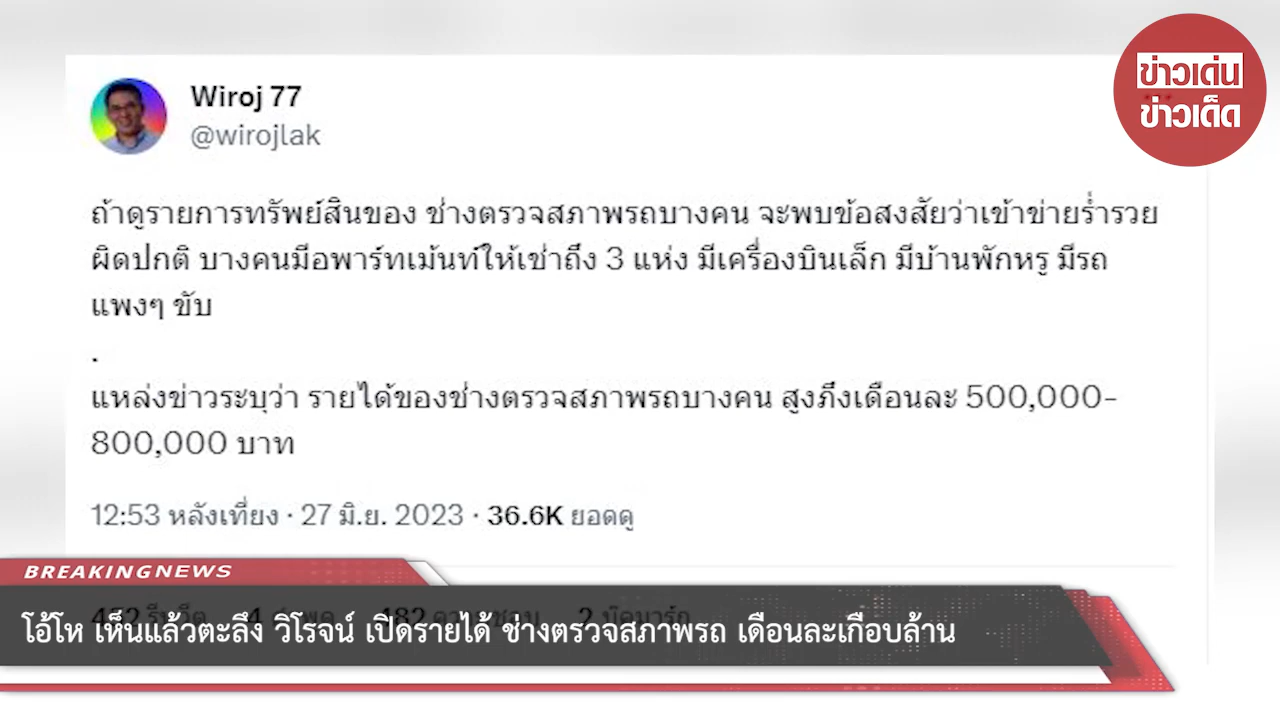 ข่าวเด่น
ข่าวเด็ด
Wiroj 77
@wirojlak
ถ้าดูรายการทรัพย์สินของ ช่างตรวจสภาพรถบางคน จะพบข้อสงสัยว่าเข้าข่ายร่ำรวย
ผิดปกติ บางคนมีอพาร์ทเม้นท์ให้เช่าถึง 3 แห่ง มีเครื่องบินเล็ก มีบ้านพักหรู มีรถ
แพงๆ ขับ
.
แหล่งข่าวระบุว่า รายได้ของช่างตรวจสภาพรถบางคน สูงถึงเดือนละ 500,000-
800,000 บาท
12:53 หลังเที่ยง · 27 มิ.ย. 2023 · 36.6K ยอดดู
BREAKINGNEWS
โอ้โห เห็นแล้วตะลึง วิโรจน์ เปิดรายได้ ช่างตรวจสภาพรถ เดือนละเกือบล้าน